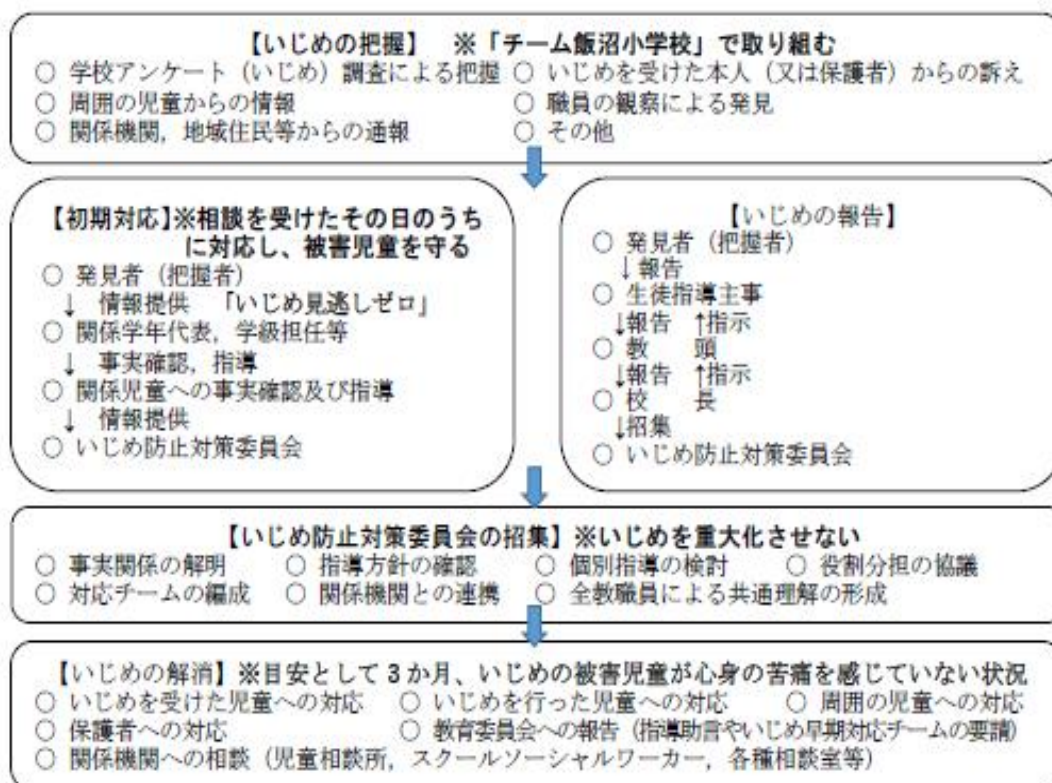 【いじめの把握】　※「チーム飯沼小学校」で取り組む
○ 学校アンケート（いじめ）調査による把握 ○ いじめを受けた本人（又は保護者）からの訴え
○ 周囲の児童からの情報　○ 職員の観察による発見
○ 関係機関，地域住民等からの通報　○ その他
【初期対応】※相談を受けたその日のうち
に対応し、被害児童を守る
○ 発見者（把握者）
↓　情報提供　「いじめ見逃しゼロ」
○ 関係学年代表，学級担任等
↓　事実確認，指導
○ 関係児童への事実確認及び指導
↓　情報提供
○ いじめ防止対策委員会
【いじめの報告】
○ 発見者（把握者）
↓報告
○ 生徒指導主事
↓報告　↑指示
○ 教　　頭
↓報告　↑指示
○ 校　　長
↓招集
○ いじめ防止対策委員会
【いじめ防止対策委員会の招集】※いじめを重大化させない
○ 事実関係の解明　○ 指導方針の確認　○ 個別指導の検討　○ 役割分担の協議
○ 対応チームの編成　○ 関係機関との連携　○ 全教職員による共通理解の形成
【いじめの解消】※目安として 3 か月、いじめの被害児童が心身の苦痛を感じていない状況
○ いじめを受けた児童への対応　○ いじめを行った児童への対応　○ 周囲の児童への対応
○ 保護者への対応　○ 教育委員会への報告（指導助言やいじめ早期対応チームの要請）
○ 関係機関への相談（児童相談所，スクールソーシャルワーカー，各種相談室等）